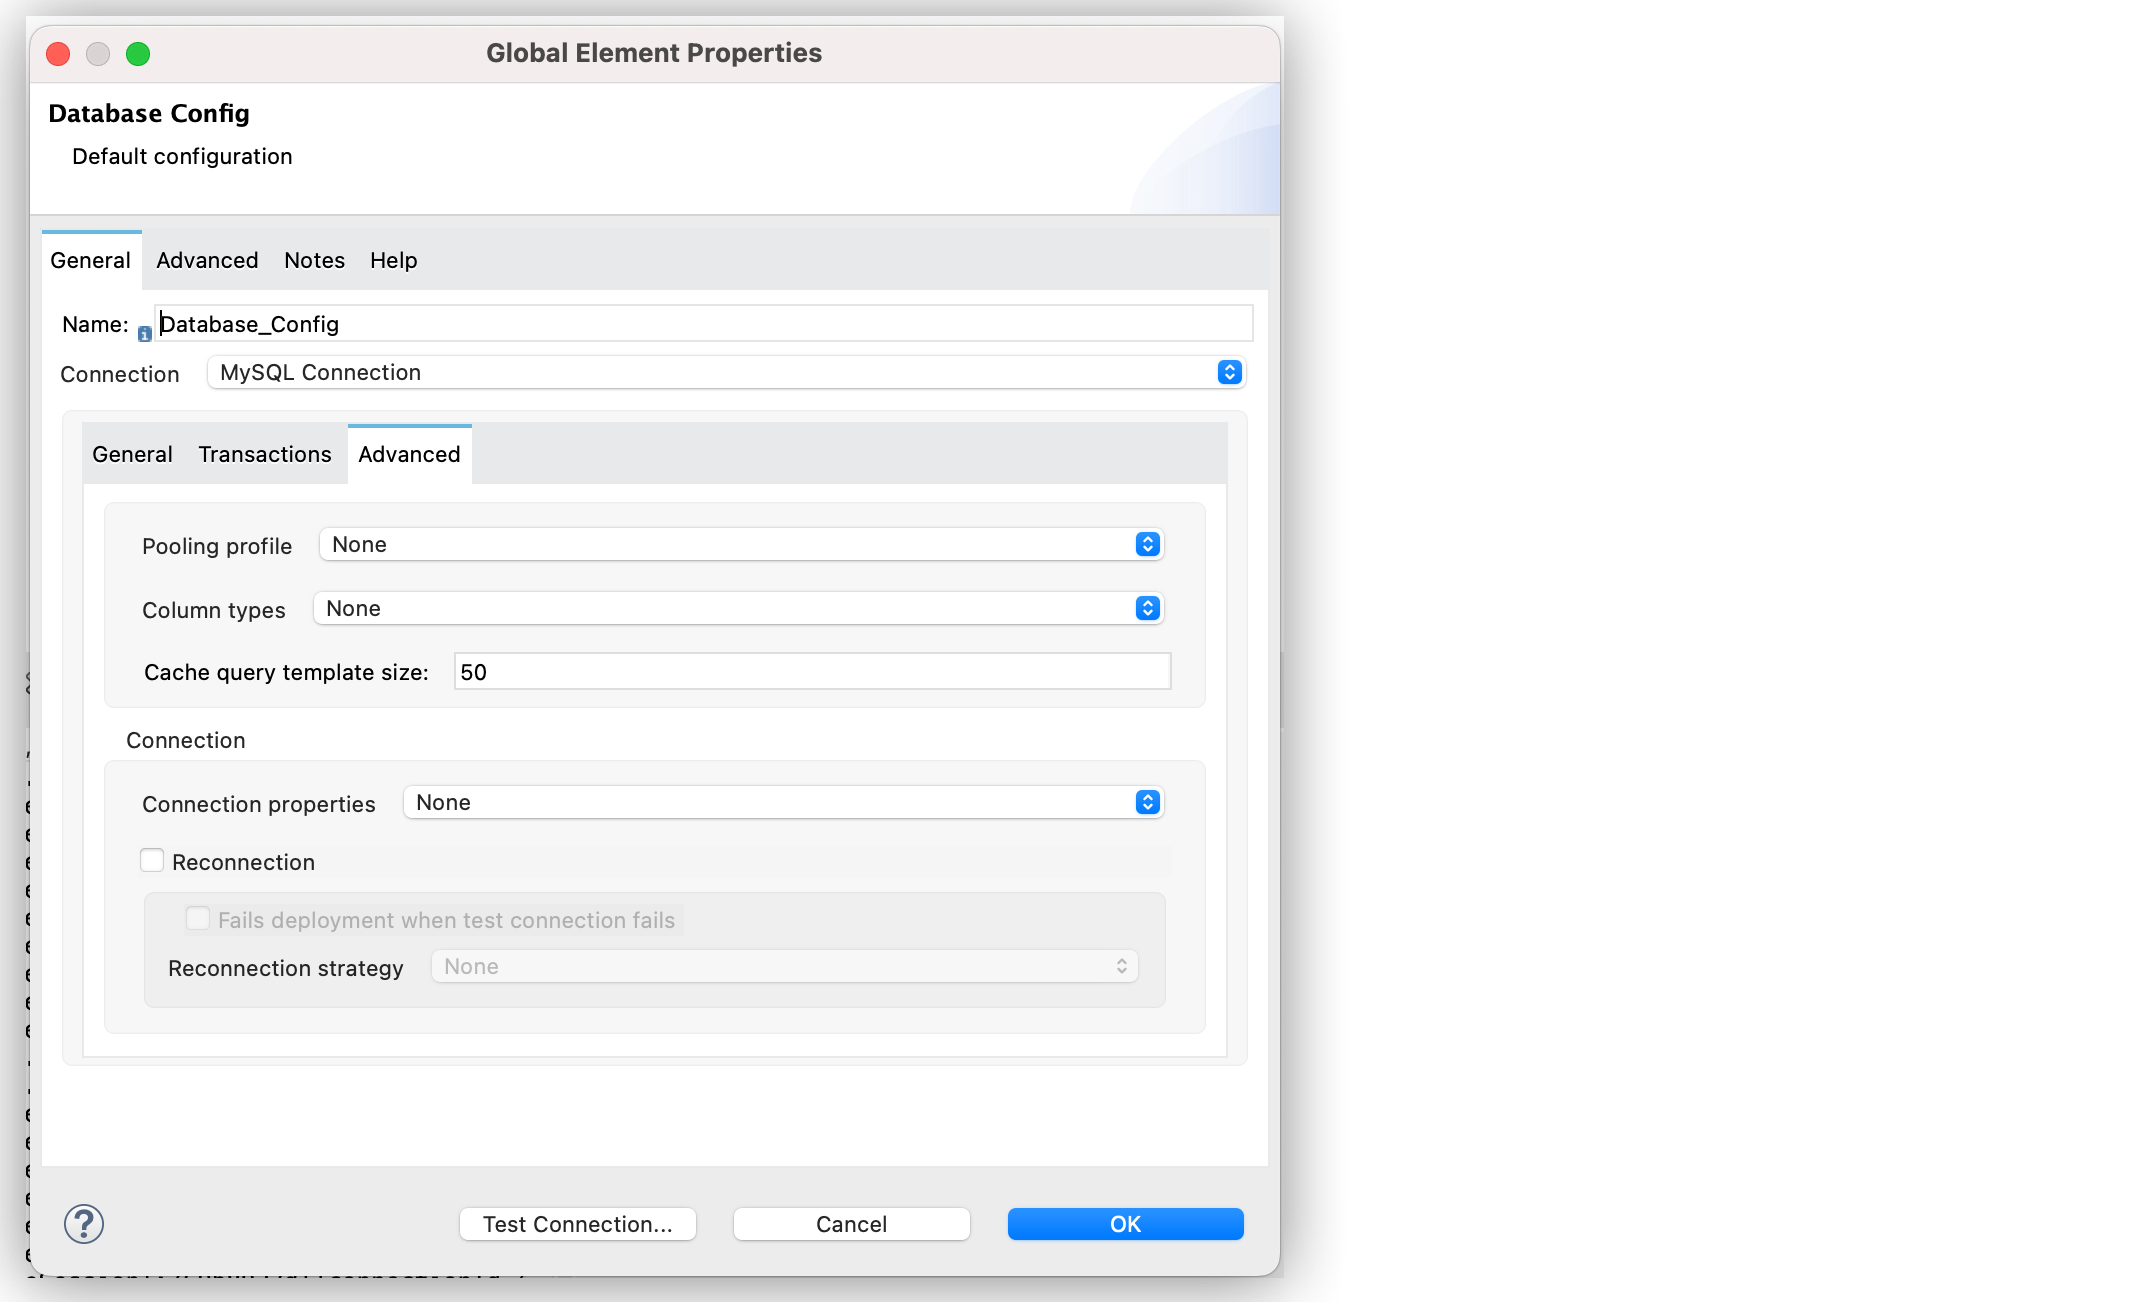 Global Element Properties
Database Config
Default configuration
General Advanced Notes Help
Name: Database_Config
Connection MySQL Connection
General Transactions Advanced
Pooling profile None
Column types None
Cache query template size: 50
Connection
Connection properties None
Reconnection
Fails deployment when test connection fails
Reconnection strategy None
? Test Connection... Cancel OK